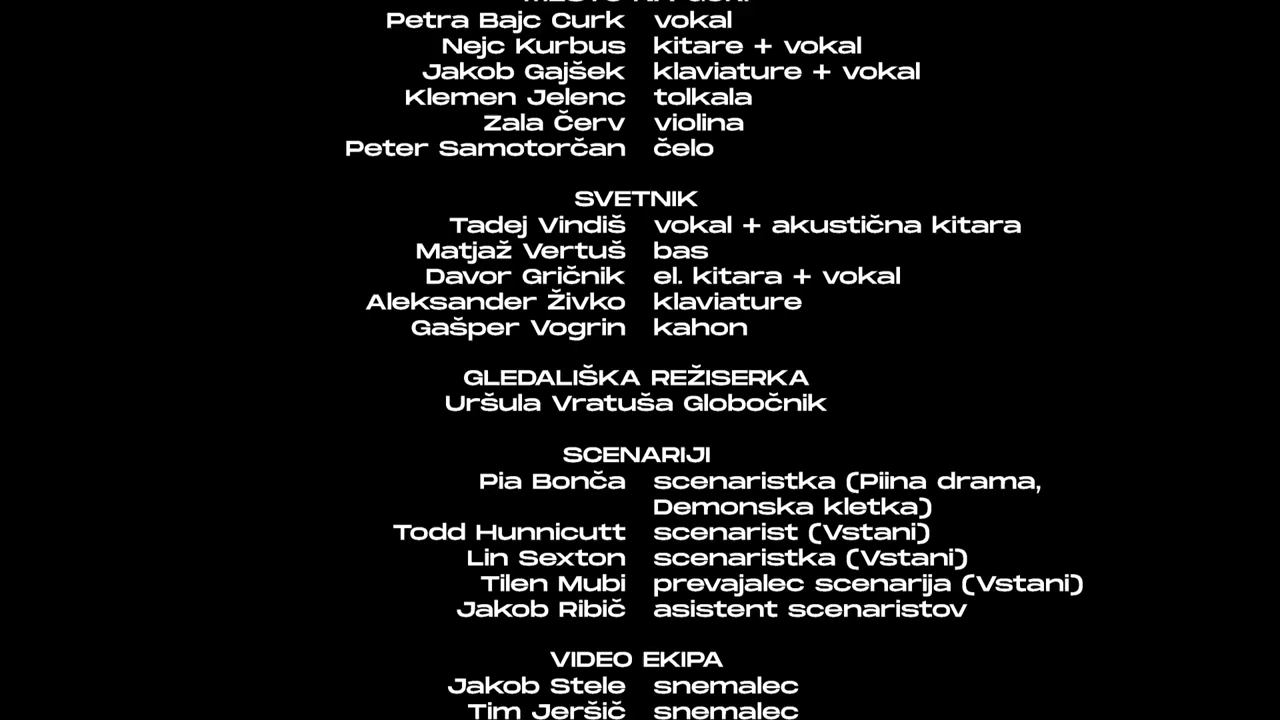 MESTO NA GORI
Petra Bajc Curk vokal
Nejc Kurbus kitare + vokal
Jakob Gajšek klaviature + vokal
Klemen Jelenc tolkala
Zala Červ violina
Peter Samotorčan čelo
SVETNIK
Tadej Vindiš vokal + akustična kitara
Matjaž Vertuš bas
Davor Gričnik el. kitara + vokal
Aleksander Živko klaviature
Gašper Vogrin kahon
GLEDALIŠKA REŽISERKA
Uršula Vratuša Globočnik
SCENARIJI
Pia Bonča scenaristka (Piina drama,
Demonska kletka)
Todd Hunnicutt scenarist (Vstani)
Lin Sexton scenaristka (Vstani)
Tilen Mubi prevajalec scenarija (Vstani)
Jakob Ribič asistent scenaristov
VIDEO EKIPA
Jakob Stele snemalec
Tim Jeršič snemalec